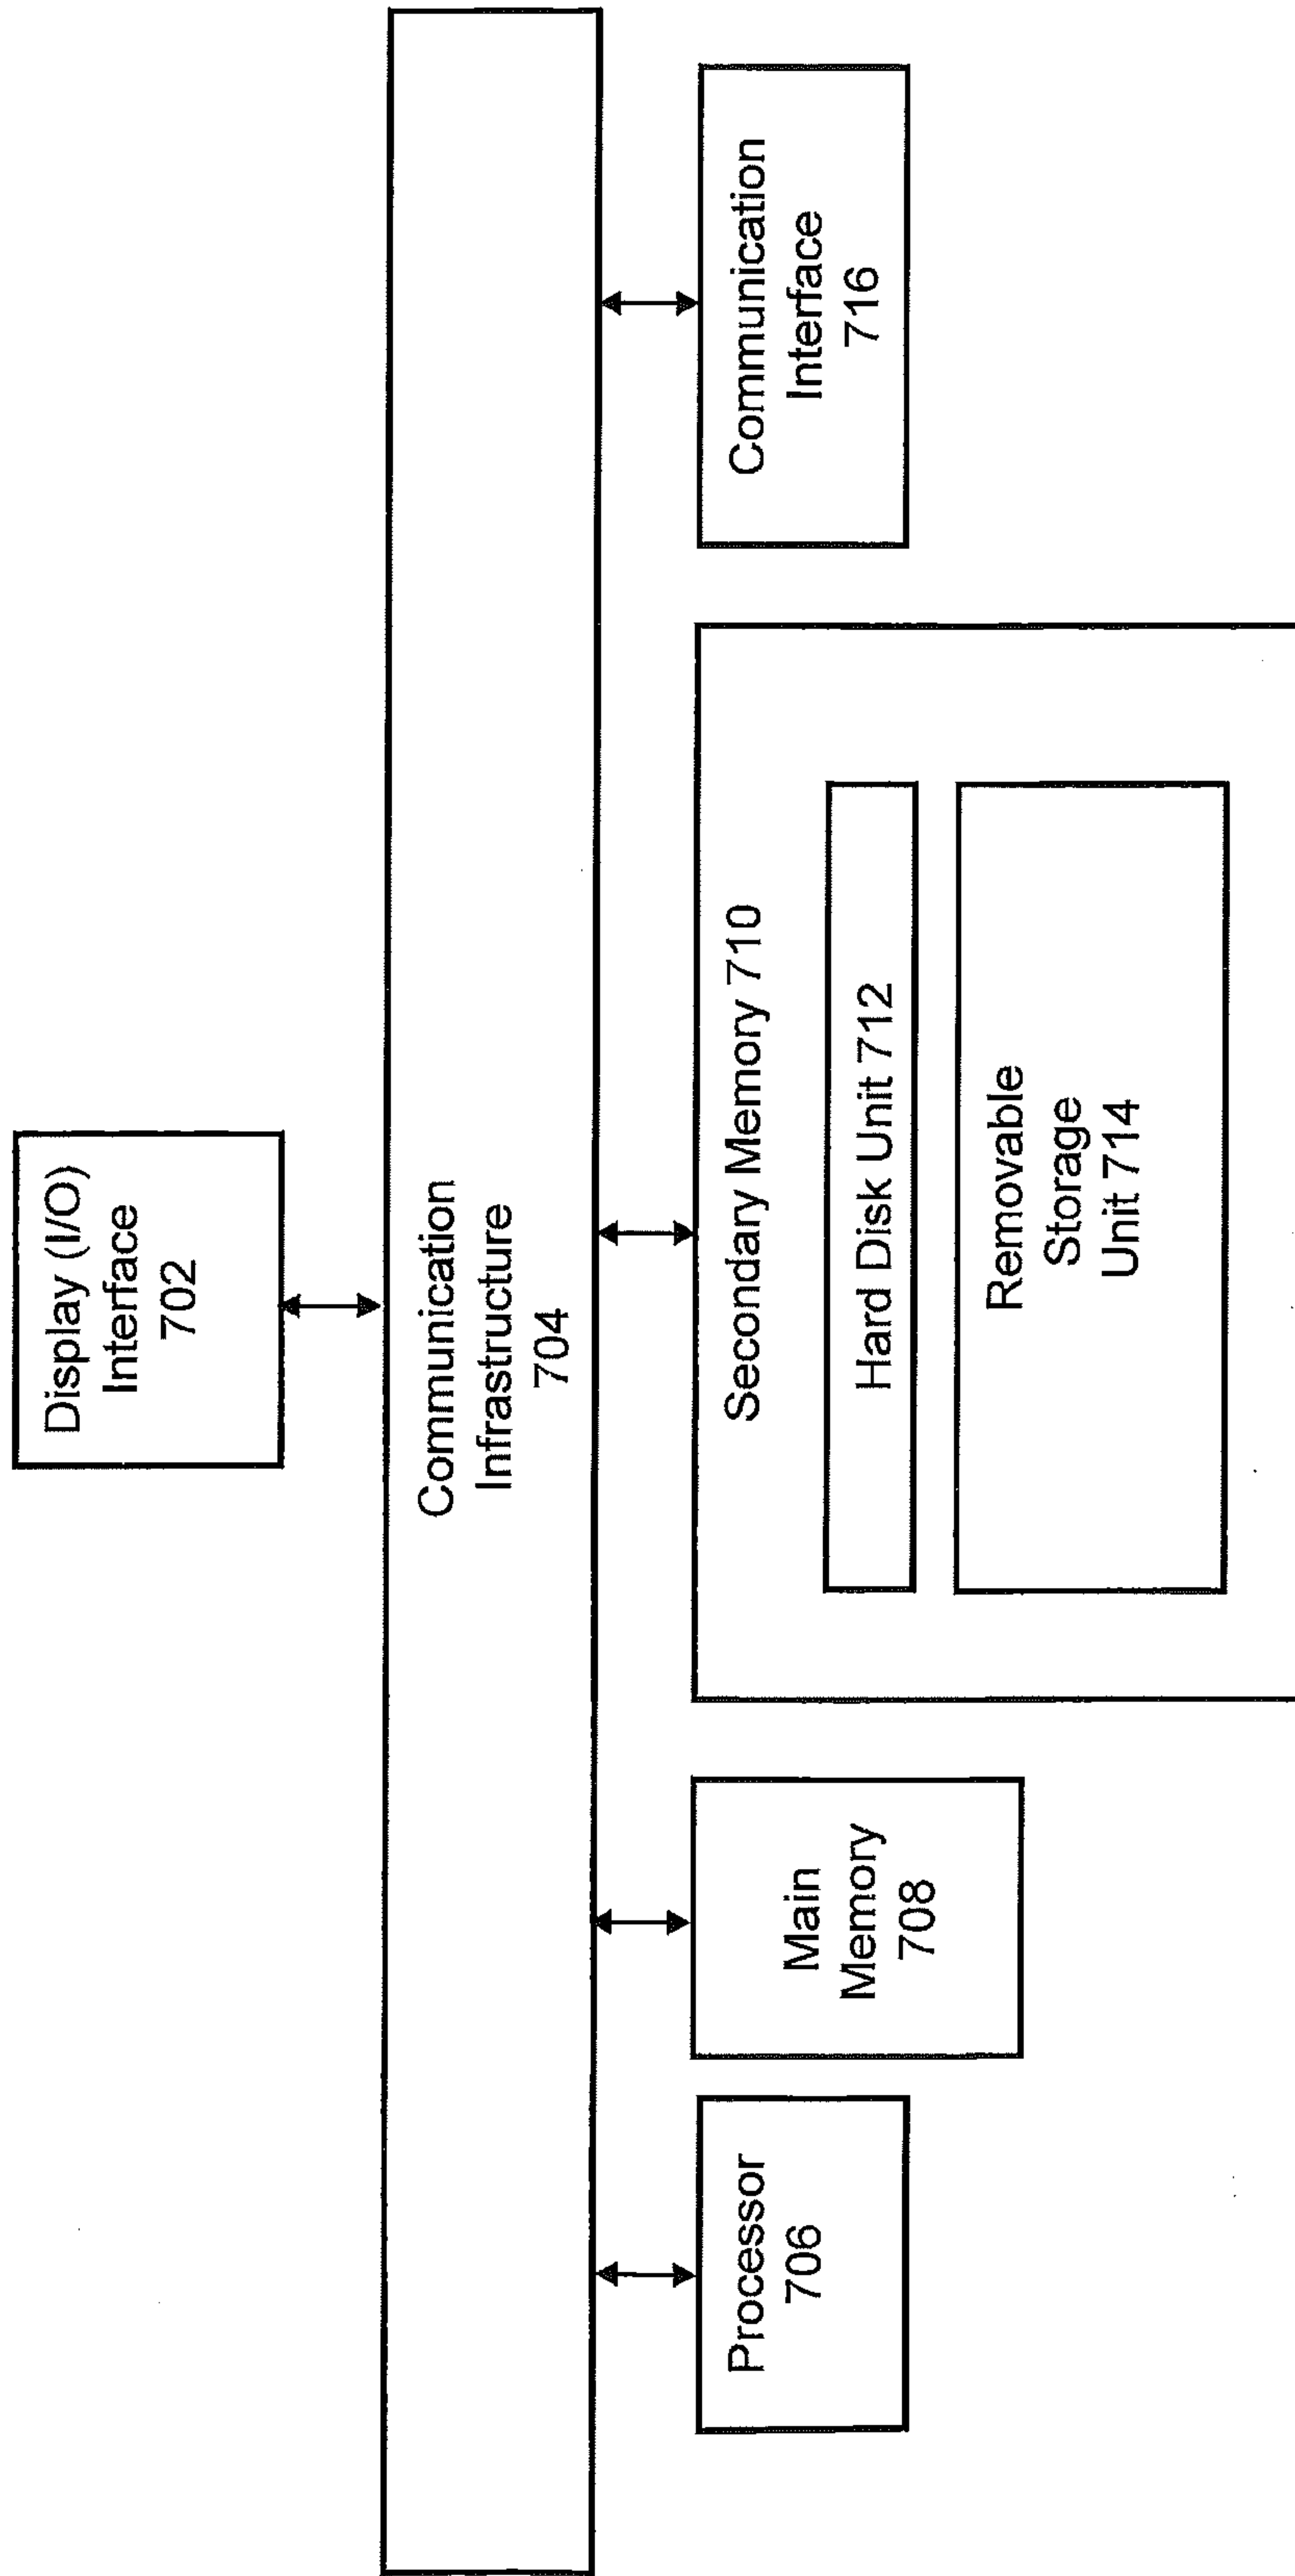 Display (I/O)
Interface
702
Communication
Infrastructure
704
Processor
706
Main
Memory
708
Secondary Memory 710
Hard Disk Unit 712
Removable
Storage
Unit 714
Communication
Interface
716